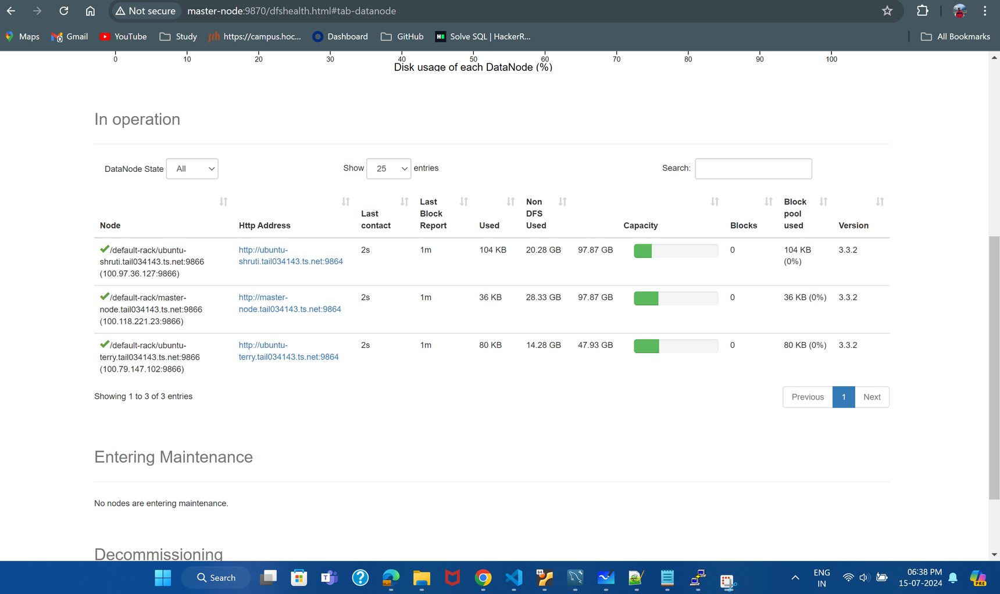 Not secure master-node:9870/dfshealth.html#tab-datanode
Maps Gmail YouTube Study https://campus.hoc... Dashboard GitHub Solve SQL | HackerR... All Bookmarks
0 10 20 30 40 50 60 70 80 90 100
Disk usage of each DataNode (%)
In operation
DataNode State All Show 25 entries Search:
Node Http Address Last contact Last Block Report Used Non DFS Used Capacity Blocks Block pool used Version
/default-rack/ubuntu- http://ubuntu- 2s 1m 104 KB 20.28 GB 97.87 GB 0 104 KB 3.3.2
shruti.tail034143.ts.net:9866 shruti.tail034143.ts.net:9864 (0%)
(100.97.36.127:9866)
/default-rack/master- http://master- 2s 1m 36 KB 28.33 GB 97.87 GB 0 36 KB (0%) 3.3.2
node.tail034143.ts.net:9866 node.tail034143.ts.net:9864
(100.118.221.23:9866)
/default-rack/ubuntu- http://ubuntu- 2s 1m 80 KB 14.28 GB 47.93 GB 0 80 KB (0%) 3.3.2
terry.tail034143.ts.net:9866 terry.tail034143.ts.net:9864
(100.79.147.102:9866)
Showing 1 to 3 of 3 entries Previous 1 Next
Entering Maintenance
No nodes are entering maintenance.
Decommissioning
Search ENG 06:38 PM
IN 15-07-2024 PRE